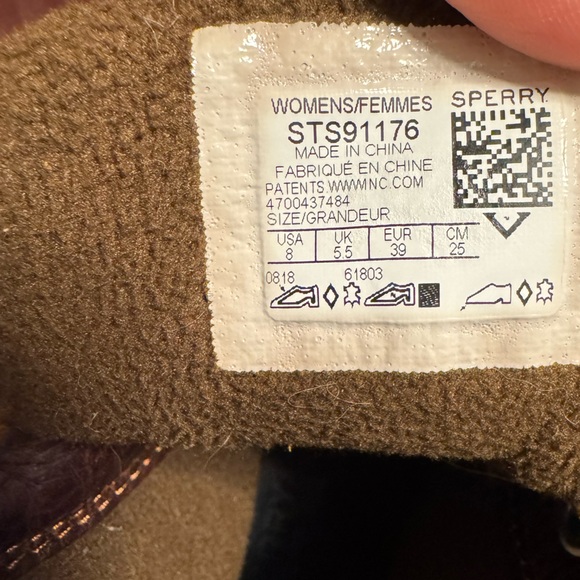 WOMENS/FEMMES SPERRY
STS91176
MADE IN CHINA
FABRIQUÉ EN CHINE
PATENTS.WWWINC.COM
4700437484
SIZE/GRANDEUR
USA UK EUR CM
8 5.5 39 25
0818 61803